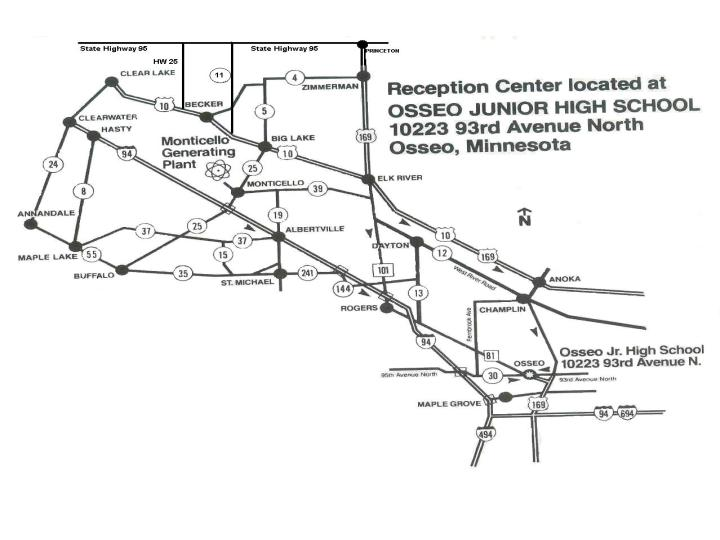 State Highway 95
State Highway 95
PRINCETON
HW 25
CLEAR LAKE
11
4
ZIMMERMAN
Reception Center located at
OSSEO JUNIOR HIGH SCHOOL
10223 93rd Avenue North
Osseo, Minnesota
10
BECKER
5
CLEARWATER
HASTY
94
Monticello
Generating
Plant
BIG LAKE
169
10
24
8
25
MONTICELLO
39
ELK RIVER
ANNANDALE
19
N
37
25
ALBERTVILLE
37
10
MAPLE LAKE
55
15
DAYTON
12
169
BUFFALO
35
ST. MICHAEL
241
101
West River Road
ANOKA
144
13
ROGERS
Fernbrook Ave
CHAMPLIN
94
81
OSSEO
Osseo Jr. High School
10223 93rd Avenue N.
95th Avenue North
30
93rd Avenue North
MAPLE GROVE
169
94
694
494